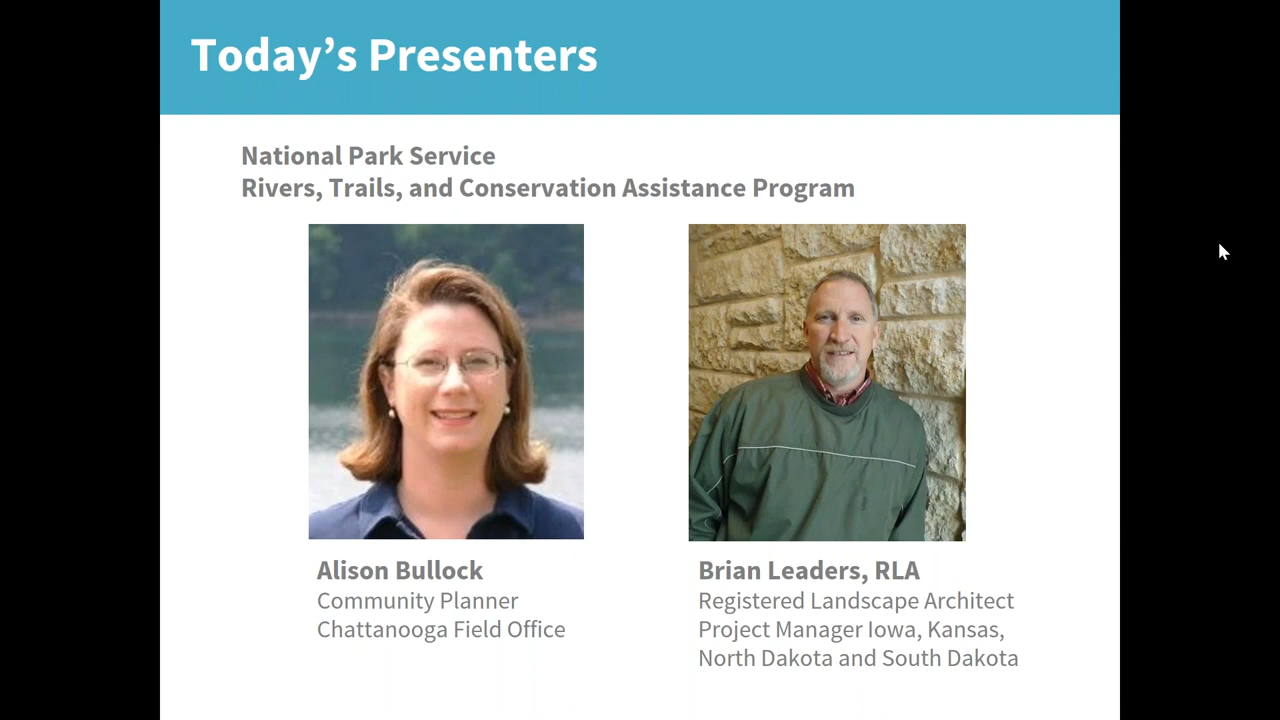 Today’s Presenters
National Park Service
Rivers, Trails, and Conservation Assistance Program
Alison Bullock
Community Planner
Chattanooga Field Office
Brian Leaders, RLA
Registered Landscape Architect
Project Manager Iowa, Kansas,
North Dakota and South Dakota